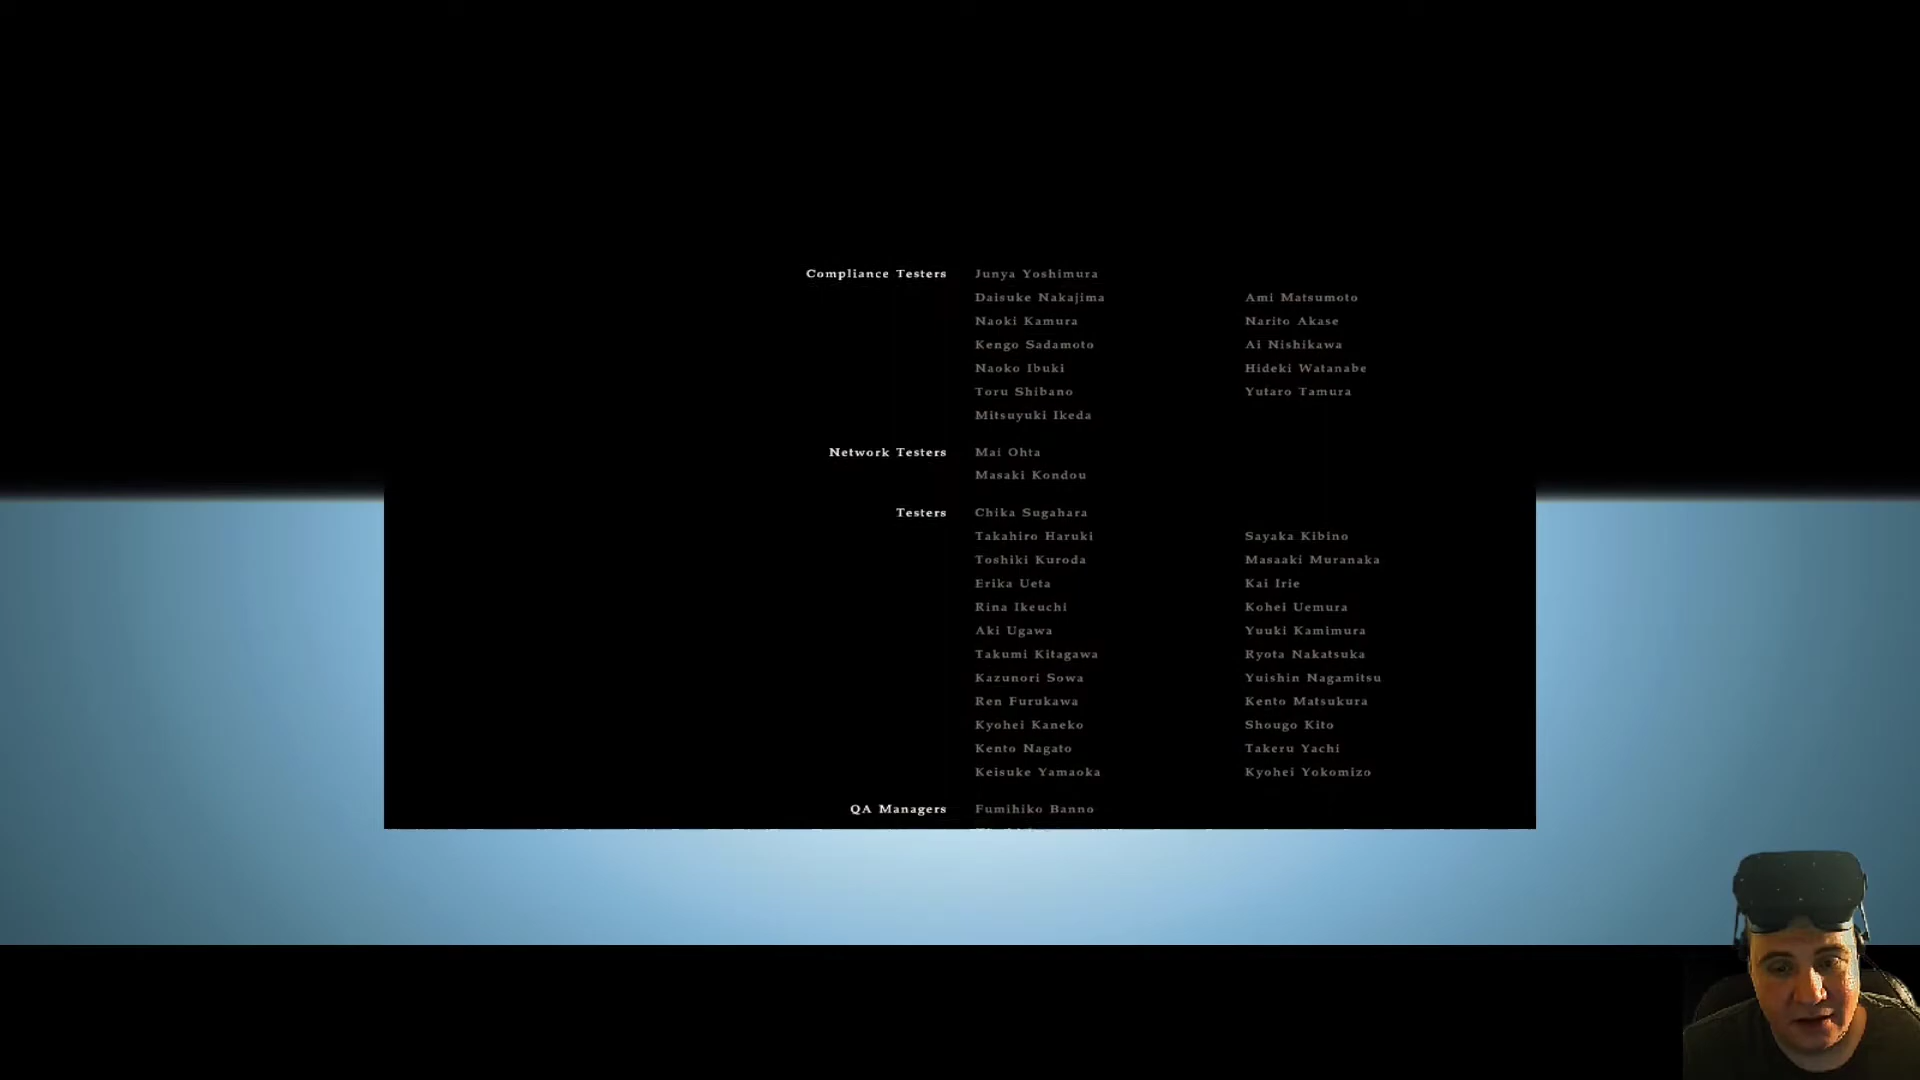 Compliance Testers Junya Yoshimura
Daisuke Nakajima Ami Matsumoto
Naoki Kamura Narito Akase
Kengo Sadamoto Ai Nishikawa
Naoko Ibuki Hideki Watanabe
Toru Shibano Yutaro Tamura
Mitsuyuki Ikeda
Network Testers Mai Ohta
Masaki Kondou
Testers Chika Sugahara
Takahiro Haruki Sayaka Kibino
Toshiki Kuroda Masaaki Muranaka
Erika Ueta Kai Irie
Rina Ikeuchi Kohei Uemura
Aki Ugawa Yuuki Kamimura
Takumi Kitagawa Ryota Nakatsuka
Kazunori Sowa Yuishin Nagamitsu
Ren Furukawa Kento Matsukura
Kyohei Kaneko Shougo Kito
Kento Nagato Takeru Yachi
Keisuke Yamaoka Kyohei Yokomizo
QA Managers Fumihiko Banno